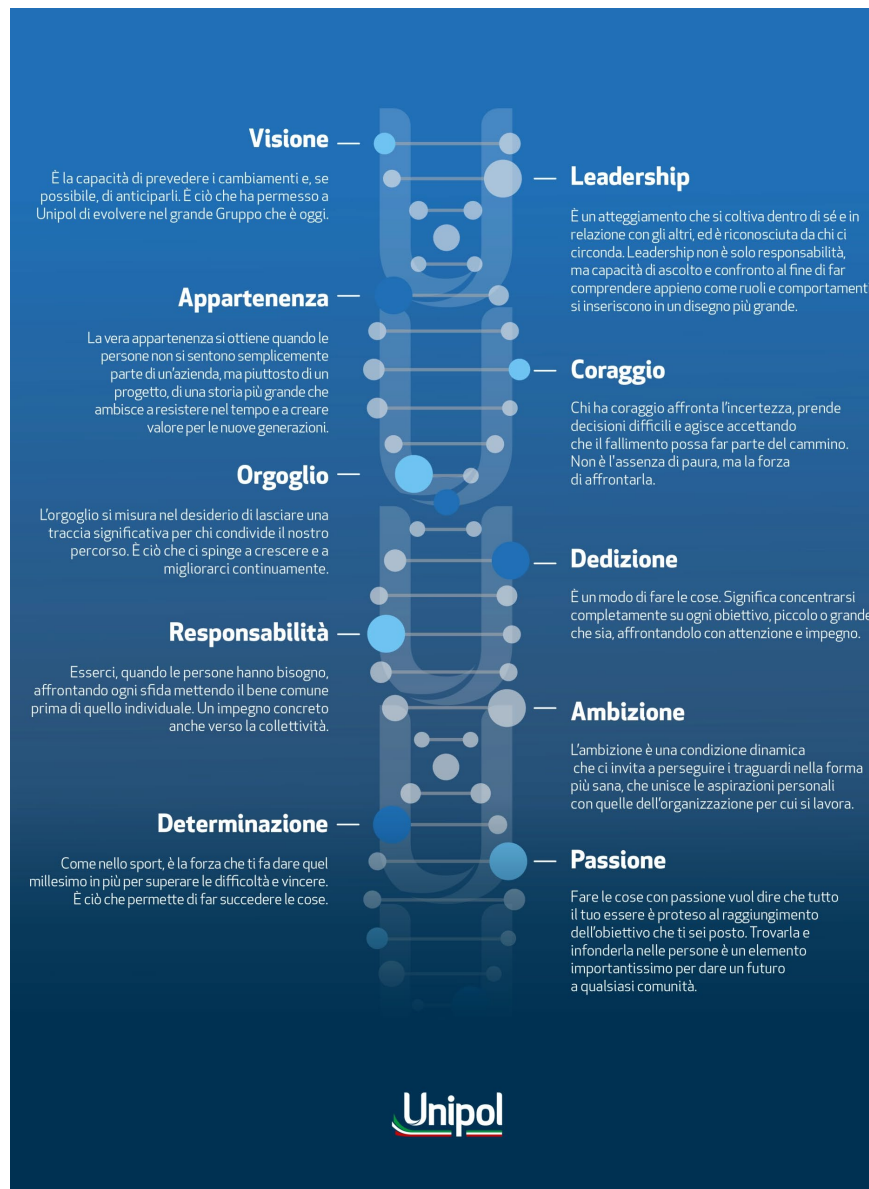 Visione
È la capacità di prevedere i cambiamenti e, se
possibile, di anticiparli. È ciò che ha permesso a
Unipol di evolvere nel grande Gruppo che è oggi.
Leadership
È un atteggiamento che si coltiva dentro di sé e in
relazione con gli altri, ed è riconosciuta da chi ci
circonda. Leadership non è solo responsabilità,
ma capacità di ascolto e confronto al fine di far
comprendere appieno come ruoli e comportament
si inseriscono in un disegno più grande.
Appartenenza
La vera appartenenza si ottiene quando le
persone non si sentono semplicemente
parte di un'azienda, ma piuttosto di un
progetto, di una storia più grande che
ambisce a resistere nel tempo e a creare
valore per le nuove generazioni.
Coraggio
Chi ha coraggio affronta l'incertezza, prende
decisioni difficili e agisce accettando
che il fallimento possa far parte del cammino.
Non è l'assenza di paura, ma la forza
di affrontarla.
Orgoglio
L'orgoglio si misura nel desiderio di lasciare una
traccia significativa per chi condivide il nostro
percorso. È ciò che ci spinge a crescere e a
migliorarci continuamente.
Dedizione
È un modo di fare le cose. Significa concentrarsi
completamente su ogni obiettivo, piccolo o grande
che sia, affrontandolo con attenzione e impegno.
Responsabilità
Esserci, quando le persone hanno bisogno,
affrontando ogni sfida mettendo il bene comune
prima di quello individuale. Un impegno concreto
anche verso la collettività.
Ambizione
L'ambizione è una condizione dinamica
che ci invita a perseguire i traguardi nella forma
più sana, che unisce le aspirazioni personali
con quelle dell'organizzazione per cui si lavora.
Determinazione
Come nello sport, è la forza che ti fa dare quel
millesimo in più per superare le difficoltà e vincere.
È ciò che permette di far succedere le cose.
Passione
Fare le cose con passione vuol dire che tutto
il tuo essere è proteso al raggiungimento
dell'obiettivo che ti sei posto. Trovarla e
infonderla nelle persone è un elemento
importantissimo per dare un futuro
a qualsiasi comunità.
Unipol